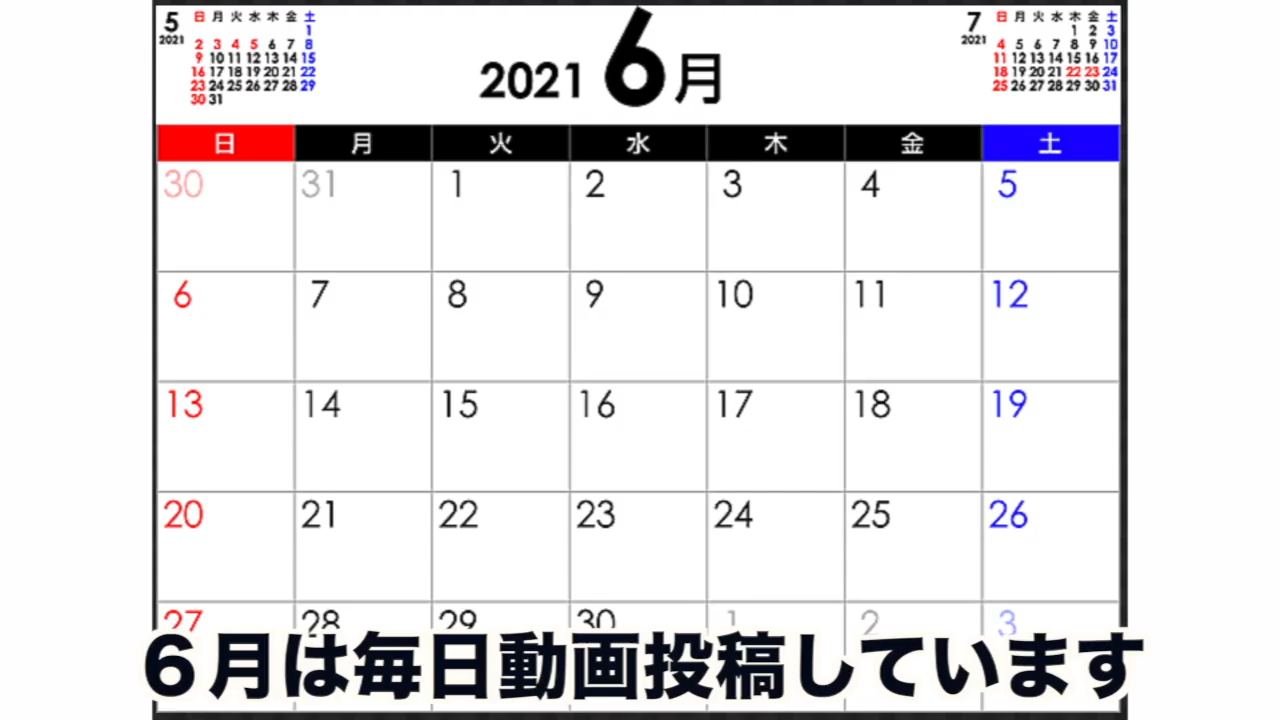 5
2021
日 月 火 水 木 金 土
1
2 3 4 5 6 7 8
9 10 11 12 13 14 15
16 17 18 19 20 21 22
23 24 25 26 27 28 29
30 31
2021 6月
7
2021
日 月 火 水 木 金 土
1 2 3
4 5 6 7 8 9 10
11 12 13 14 15 16 17
18 19 20 21 22 23 24
25 26 27 28 29 30 31
日 月 火 水 木 金 土
30 31 1 2 3 4 5
6 7 8 9 10 11 12
13 14 15 16 17 18 19
20 21 22 23 24 25 26
27 28 29 30 1 2 3
6月は毎日動画投稿しています